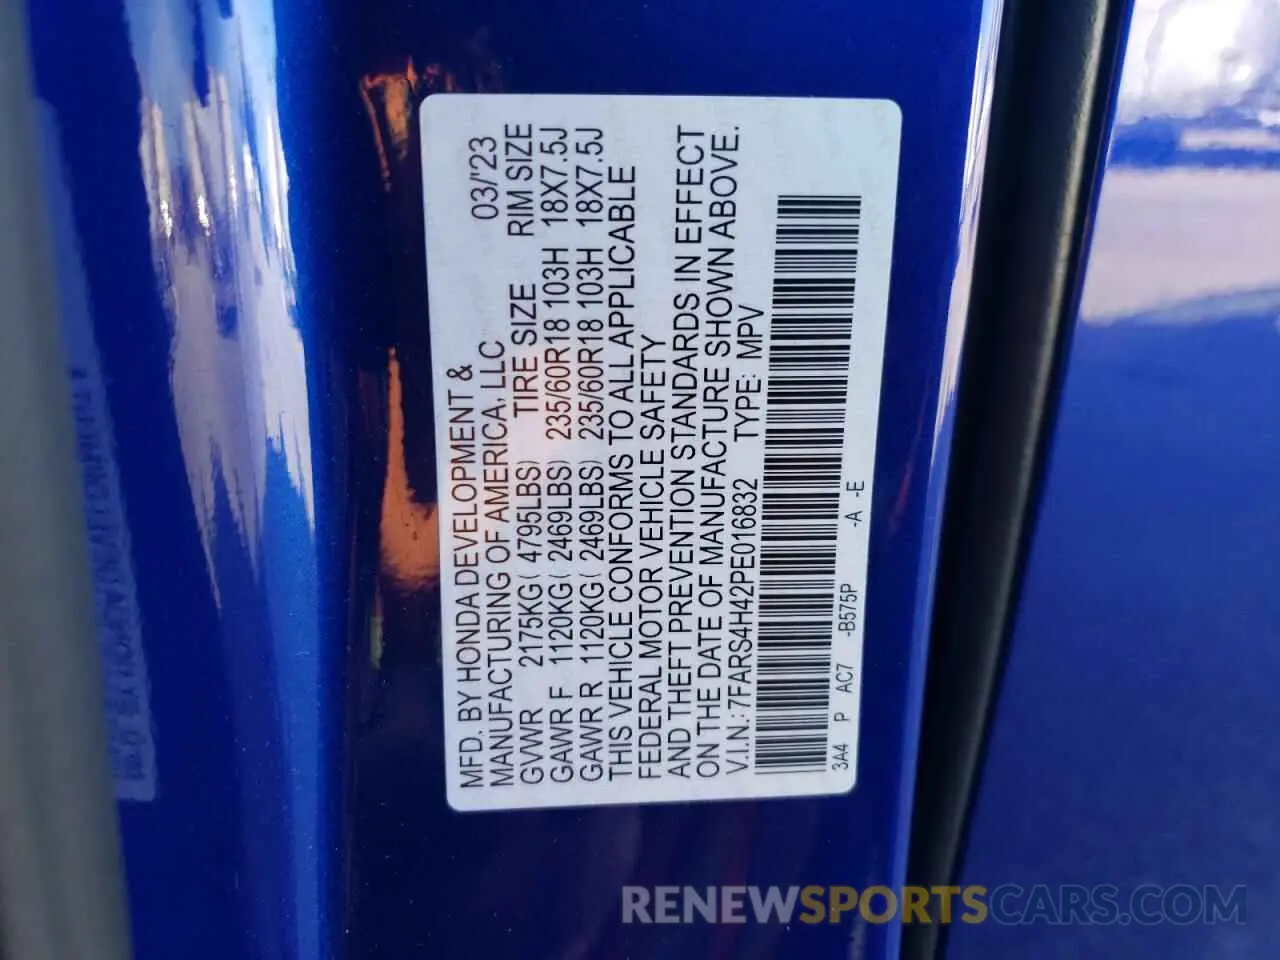 MFD. BY HONDA DEVELOPMENT &
MANUFACTURING OF AMERICA, LLC 03/'23
GVWR 2175KG( 4795LBS) TIRE SIZE RIM SIZE
GAWR F 1120KG( 2469LBS) 235/60R18 103H 18X7.5J
GAWR R 1120KG( 2469LBS) 235/60R18 103H 18X7.5J
THIS VEHICLE CONFORMS TO ALL APPLICABLE
FEDERAL MOTOR VEHICLE SAFETY
AND THEFT PREVENTION STANDARDS IN EFFECT
ON THE DATE OF MANUFACTURE SHOWN ABOVE.
V.I.N.: 7FARS4H42PE016832 TYPE: MPV
3A4 P AC7 -B575P -A -E
RENEWSPORTSCARS.COM